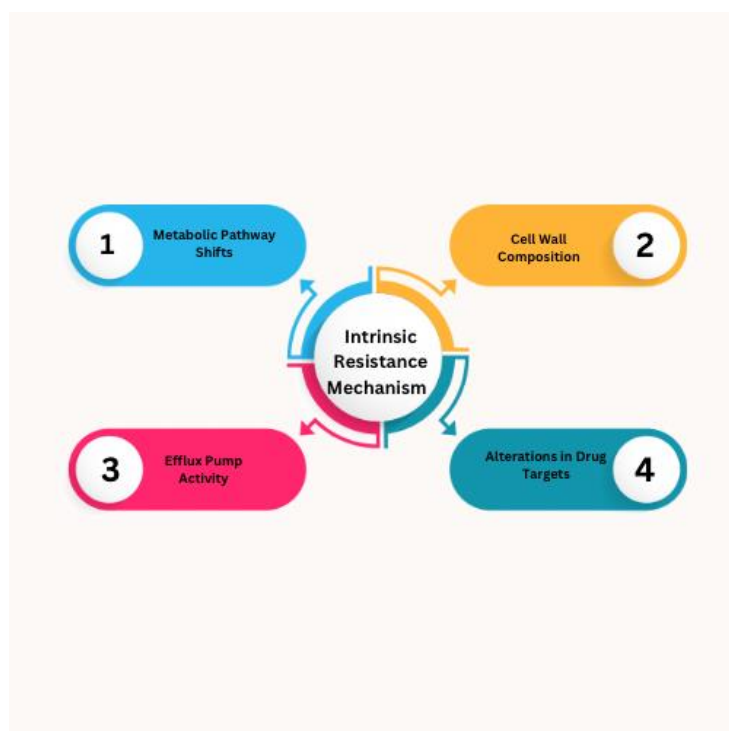 1
Metabolic Pathway
Shifts
Cell Wall
Composition
2
Intrinsic
Resistance
Mechanism
3
Efflux Pump
Activity
Alterations in Drug
Targets
4